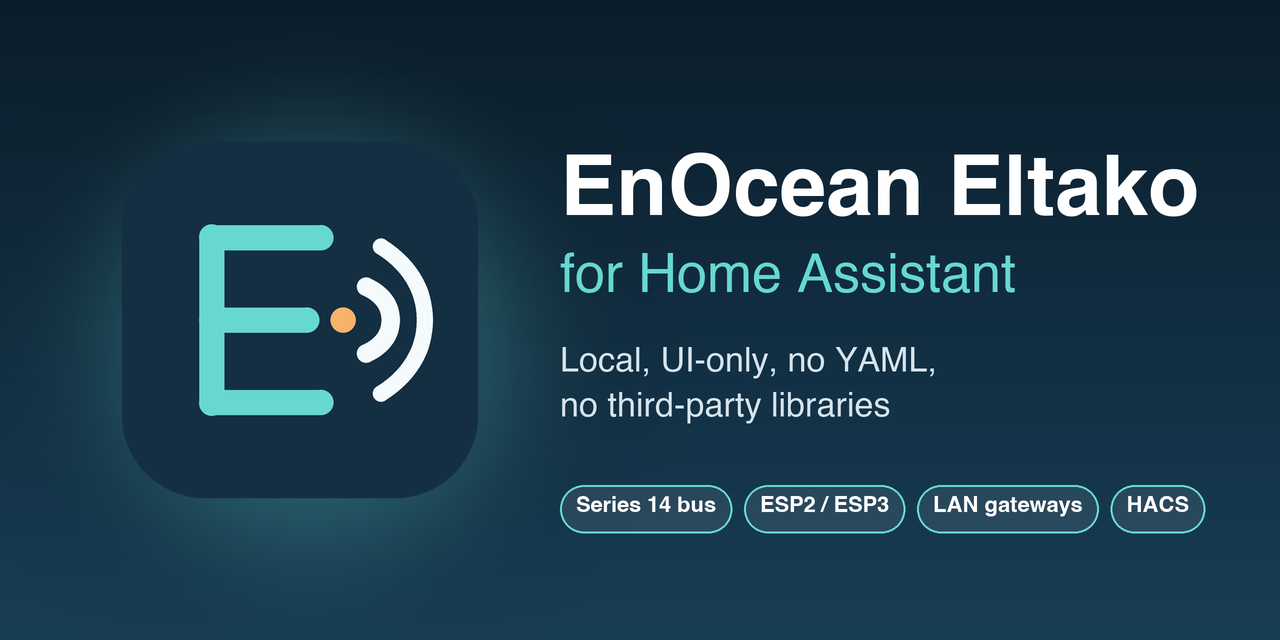 E
EnOcean Eltako
for Home Assistant
Local, UI-only, no YAML,
no third-party libraries
Series 14 bus
ESP2 / ESP3
LAN gateways
HACS